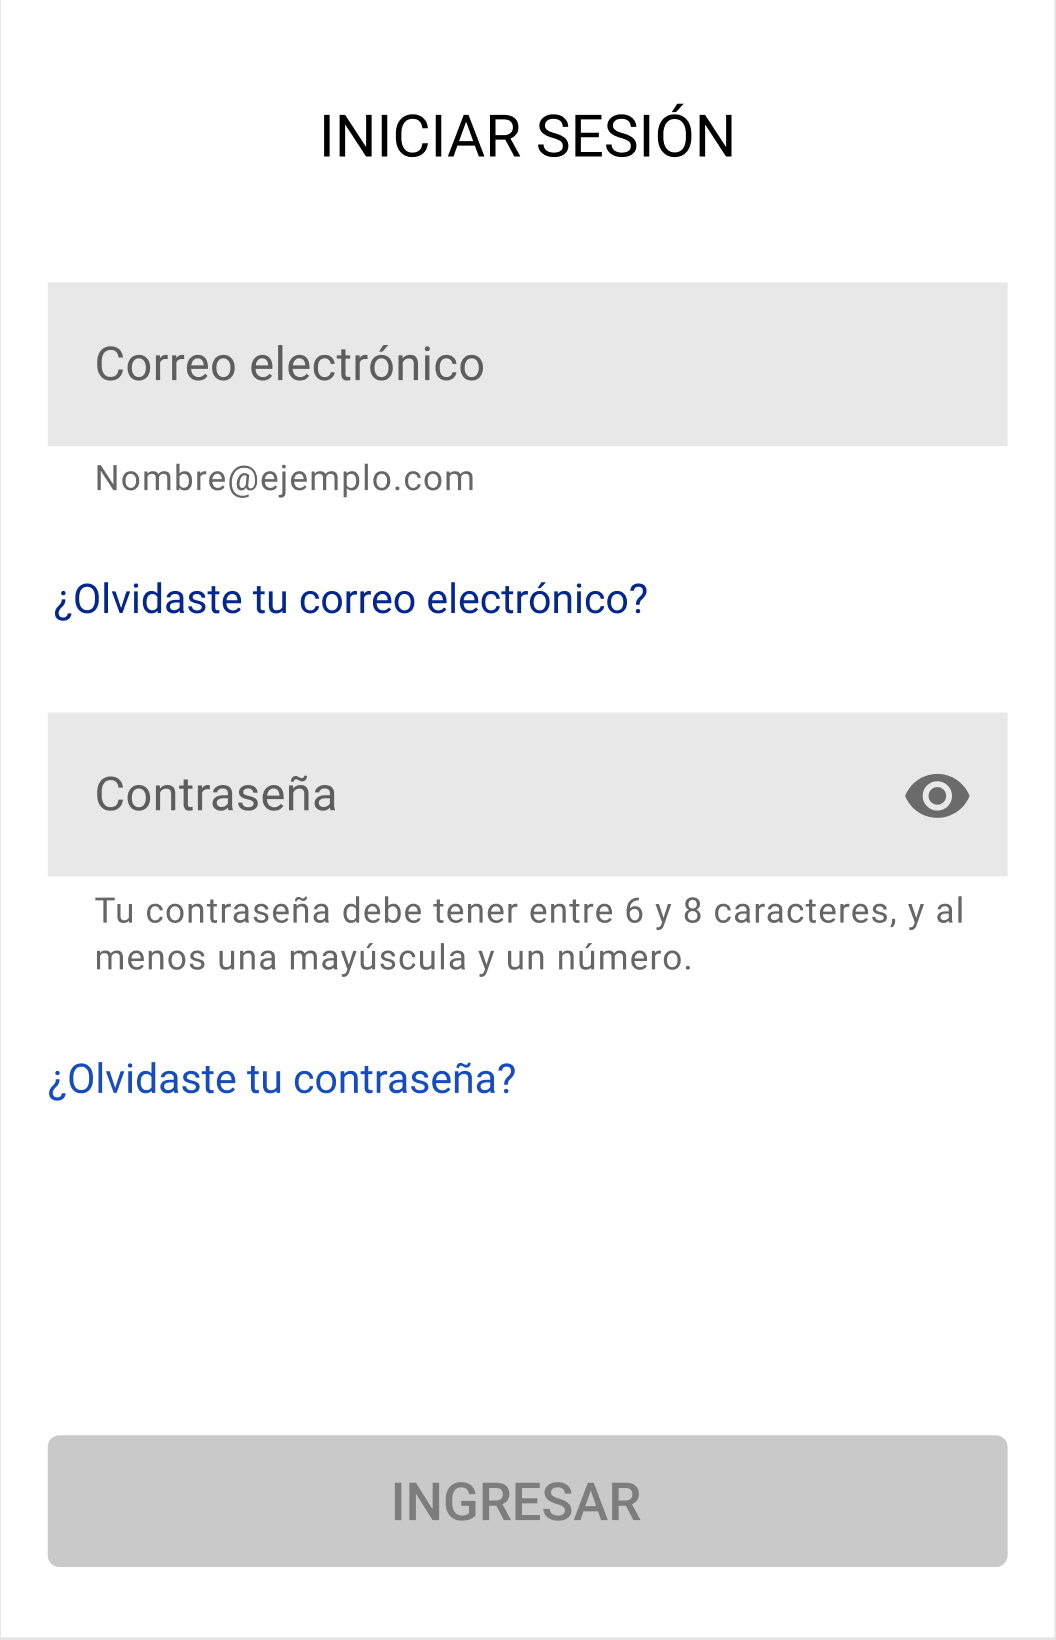 INICIAR SESIÓN
Correo electrónico
Nombre@ejemplo.com
¿Olvidaste tu correo electrónico?
Contraseña
Tu contraseña debe tener entre 6 y 8 caracteres, y al
menos una mayúscula y un número.
¿Olvidaste tu contraseña?
INGRESAR